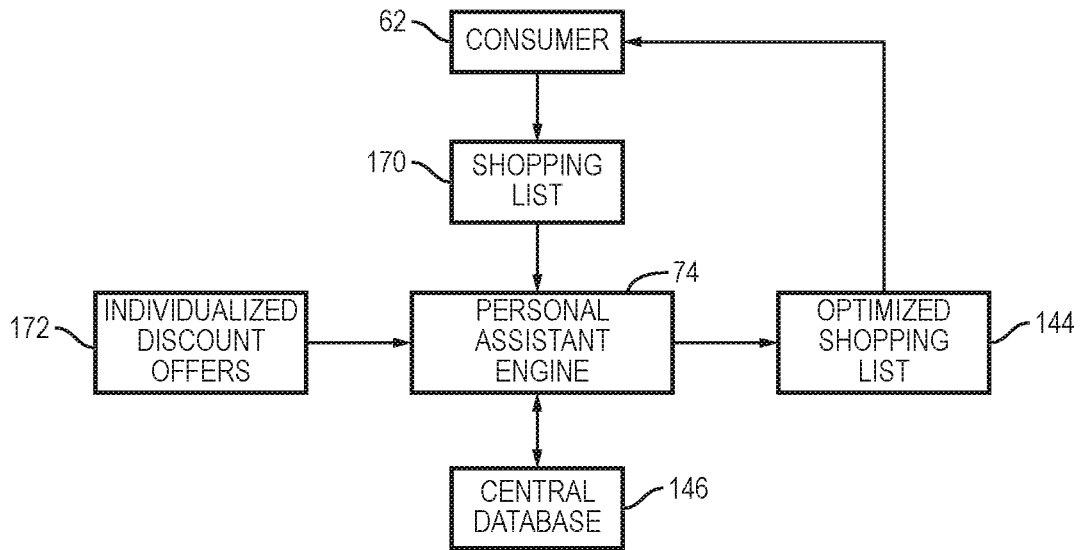 62
CONSUMER
170
SHOPPING
LIST
74
172
INDIVIDUALIZED
DISCOUNT
OFFERS
PERSONAL
ASSISTANT
ENGINE
OPTIMIZED
SHOPPING
LIST
144
CENTRAL
DATABASE
146